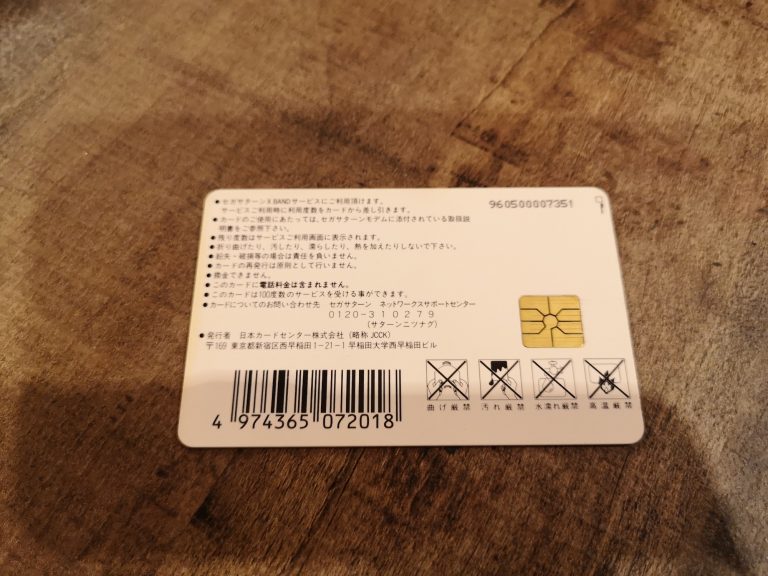 960500007351
●セガサターンX BANDサービスにご利用頂けます。
サービスご利用時に利用度数をカードから差し引きます。
●カードのご使用にあたっては、セガサターンモデムに添付されている取扱説
明書をご参照下さい。
●残り度数はサービスご利用画面に表示されます。
●折り曲げたり、汚したり、濡らしたり、熱を加えたりしないで下さい。
●紛失・破損等の場合は責任を負いません。
●カードの再発行は原則として行いません。
●換金できません。
●このカードに電話料金は含まれません。
●このカードは100度数のサービスを受ける事ができます。
●カードについてのお問い合わせ先 セガサターン ネットワークスサポートセンター
0120-310279
(サターンニツナグ)
●発行者 日本カードセンター株式会社(略称JCCK)
〒169 東京都新宿区西早稲田1-21-1早稲田大学西早稲田ビル
4 974365 072018
曲げ厳禁 汚れ厳禁 水濡れ厳禁 高温厳禁